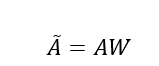 Ã = AW